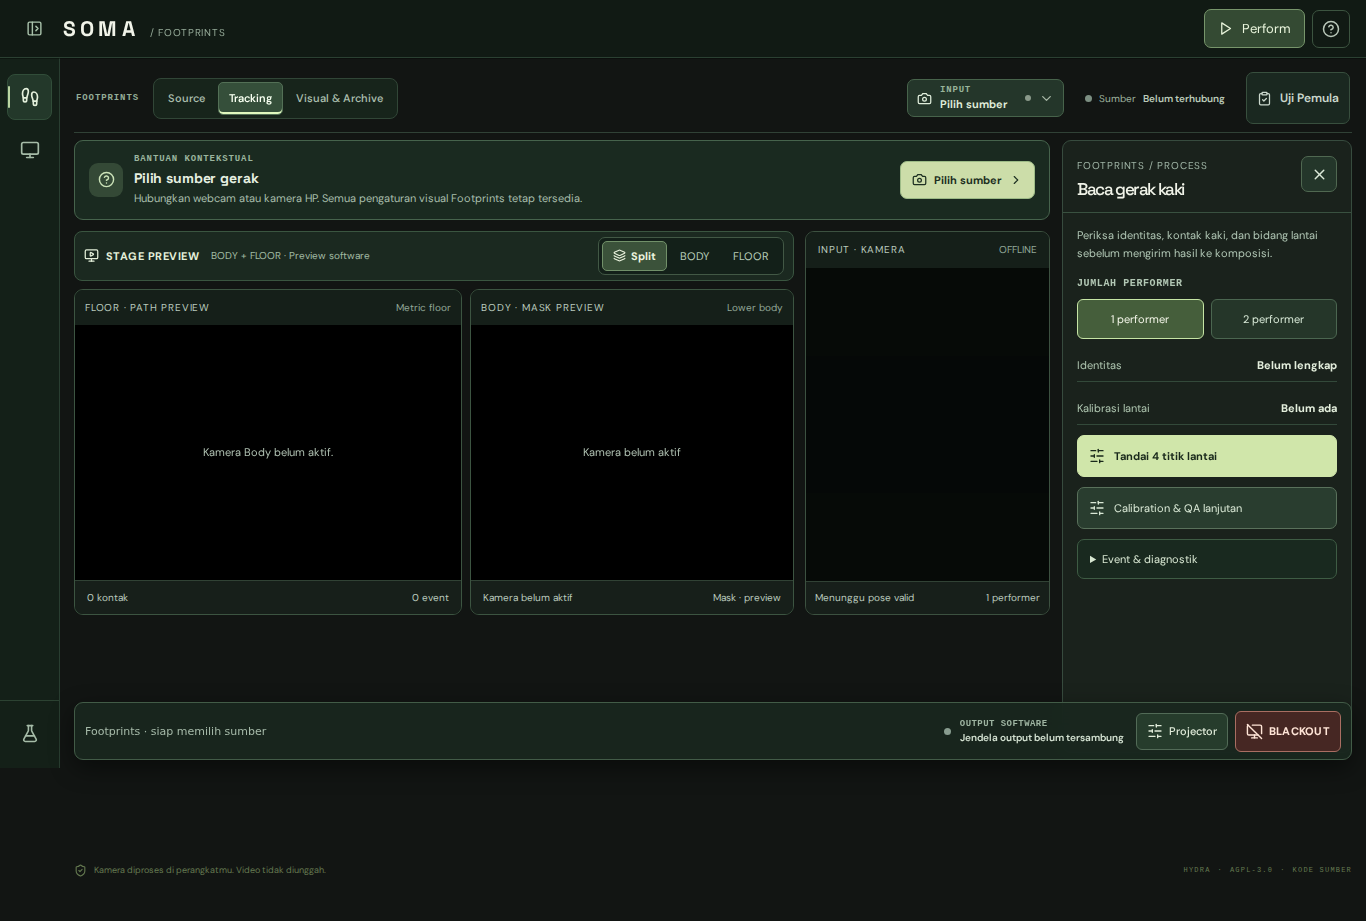 SOMA / FOOTPRINTS
Perform
FOOTPRINTS
Source
Tracking
Visual & Archive
INPUT
Pilih sumber
Sumber Belum terhubung
Uji Pemula
BANTUAN KONTEKSTUAL
Pilih sumber gerak
Hubungkan webcam atau kamera HP. Semua pengaturan visual Footprints tetap tersedia.
Pilih sumber
STAGE PREVIEW BODY + FLOOR · Preview software
Split
BODY
FLOOR
FLOOR · PATH PREVIEW Metric floor
Kamera Body belum aktif.
0 kontak 0 event
BODY · MASK PREVIEW Lower body
Kamera belum aktif
Kamera belum aktif Mask · preview
INPUT · KAMERA OFFLINE
Menunggu pose valid 1 performer
FOOTPRINTS / PROCESS
Baca gerak kaki
Periksa identitas, kontak kaki, dan bidang lantai
sebelum mengirim hasil ke komposisi.
JUMLAH PERFORMER
1 performer
2 performer
Identitas Belum lengkap
Kalibrasi lantai Belum ada
Tandai 4 titik lantai
Calibration & QA lanjutan
Event & diagnostik
Footprints · siap memilih sumber
OUTPUT SOFTWARE
Jendela output belum tersambung
Projector
BLACKOUT
Kamera diproses di perangkatmu. Video tidak diunggah.
HYDRA · AGPL-3.0 · KODE SUMBER